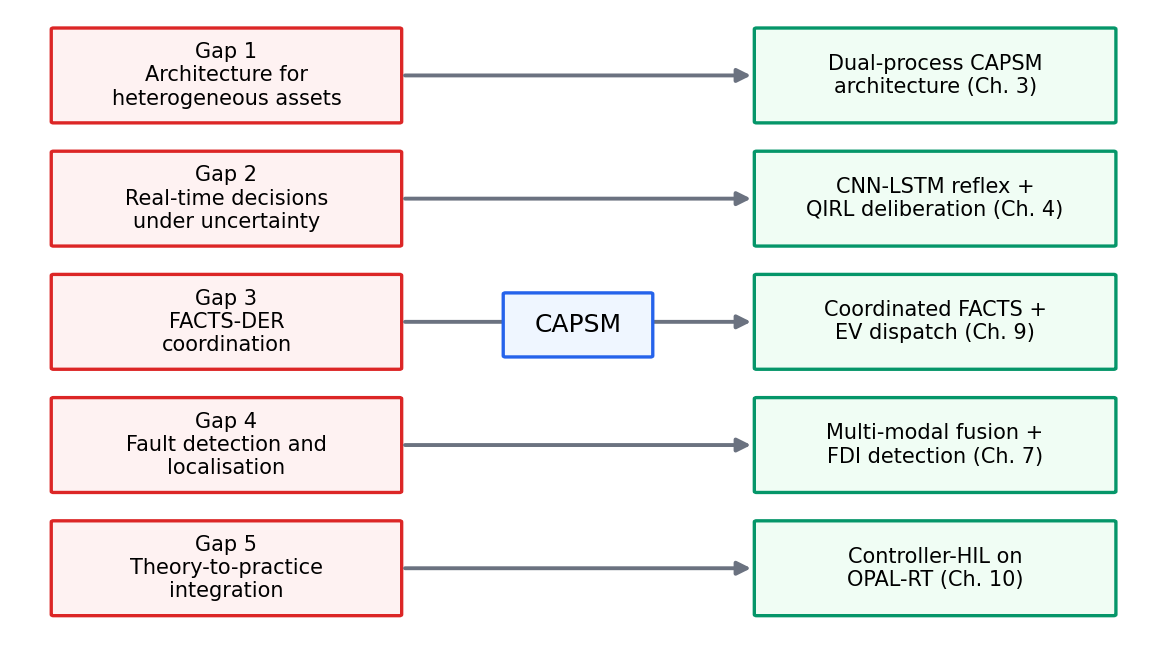 Gap 1
Architecture for
heterogeneous assets
Dual-process CAPSM
architecture (Ch. 3)
Gap 2
Real-time decisions
under uncertainty
CNN-LSTM reflex +
QIRL deliberation (Ch. 4)
Gap 3
FACTS-DER
coordination
CAPSM
Coordinated FACTS +
EV dispatch (Ch. 9)
Gap 4
Fault detection and
localisation
Multi-modal fusion +
FDI detection (Ch. 7)
Gap 5
Theory-to-practice
integration
Controller-HIL on
OPAL-RT (Ch. 10)